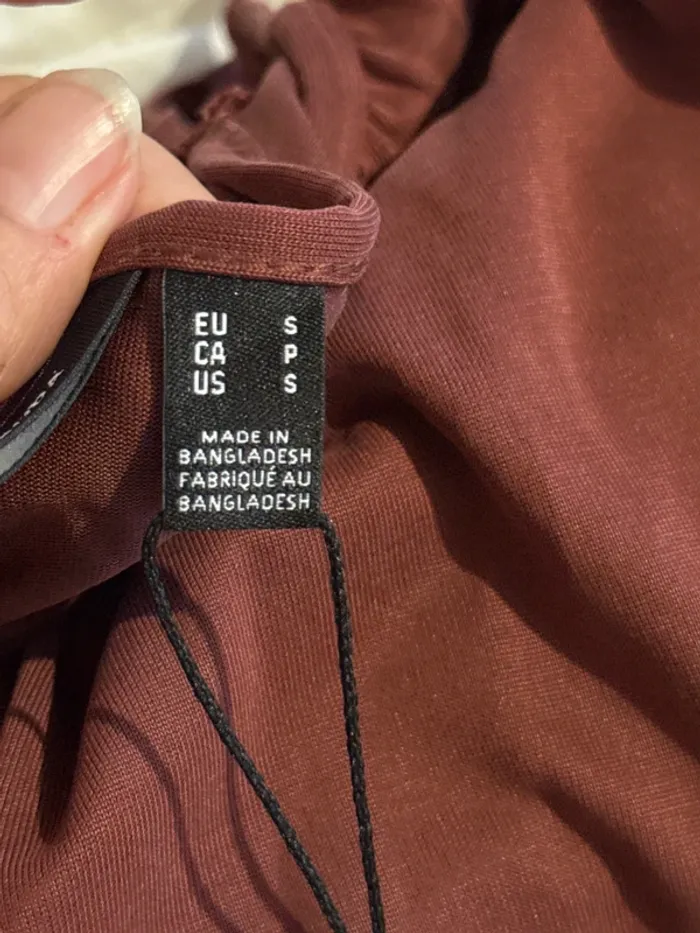 EU S
CA P
US S
MADE IN
BANGLADESH
FABRIQUÉ AU
BANGLADESH